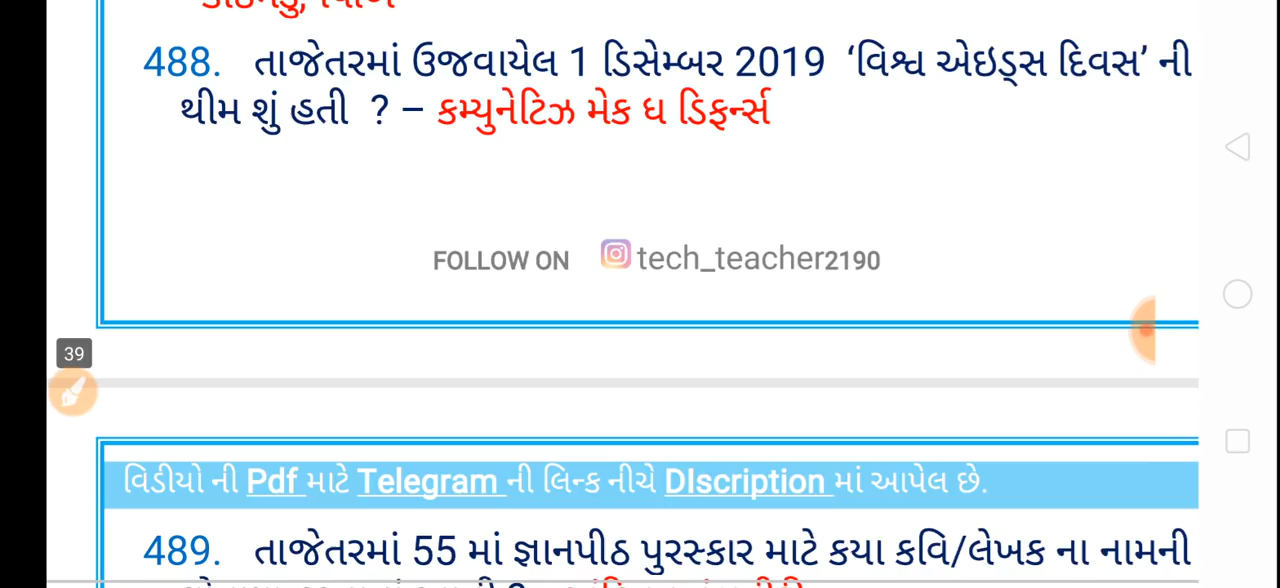 488. તાજેતરમાં ઉજવાયેલ 1 ડિસેમ્બર 2019 ‘વિશ્વ એઇડ્સ દિવસ’ ની
થીમ શું હતી ? – કમ્યુનેટિઝ મેક ધ ડિફર્ન્સ
FOLLOW ON tech_teacher2190
39
વિડીયો ની Pdf માટે Telegram ની લિન્ક નીચે DIscription માં આપેલ છે.
489. તાજેતરમાં 55 માં જ્ઞાનપીઠ પુરસ્કાર માટે કયા કવિ/લેખક ના નામની